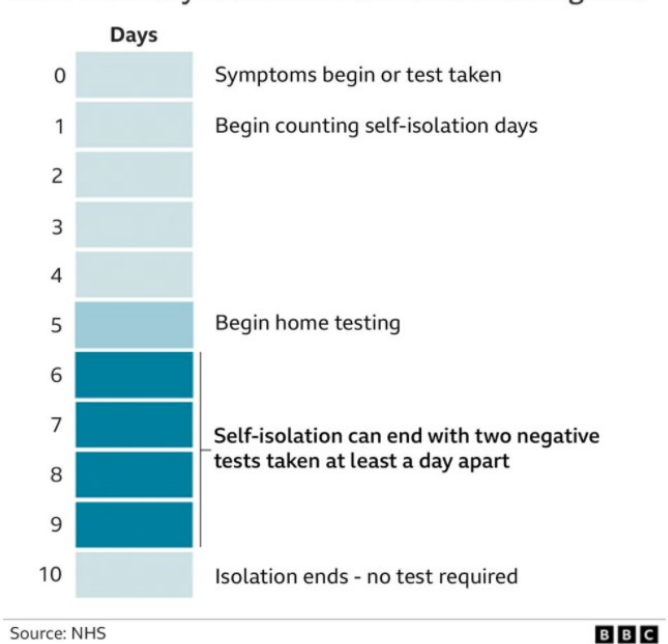 Days
0 Symptoms begin or test taken
1 Begin counting self-isolation days
2
3
4
5 Begin home testing
6
7
Self-isolation can end with two negative
tests taken at least a day apart
8
9
10 Isolation ends - no test required
Source: NHS
BBC